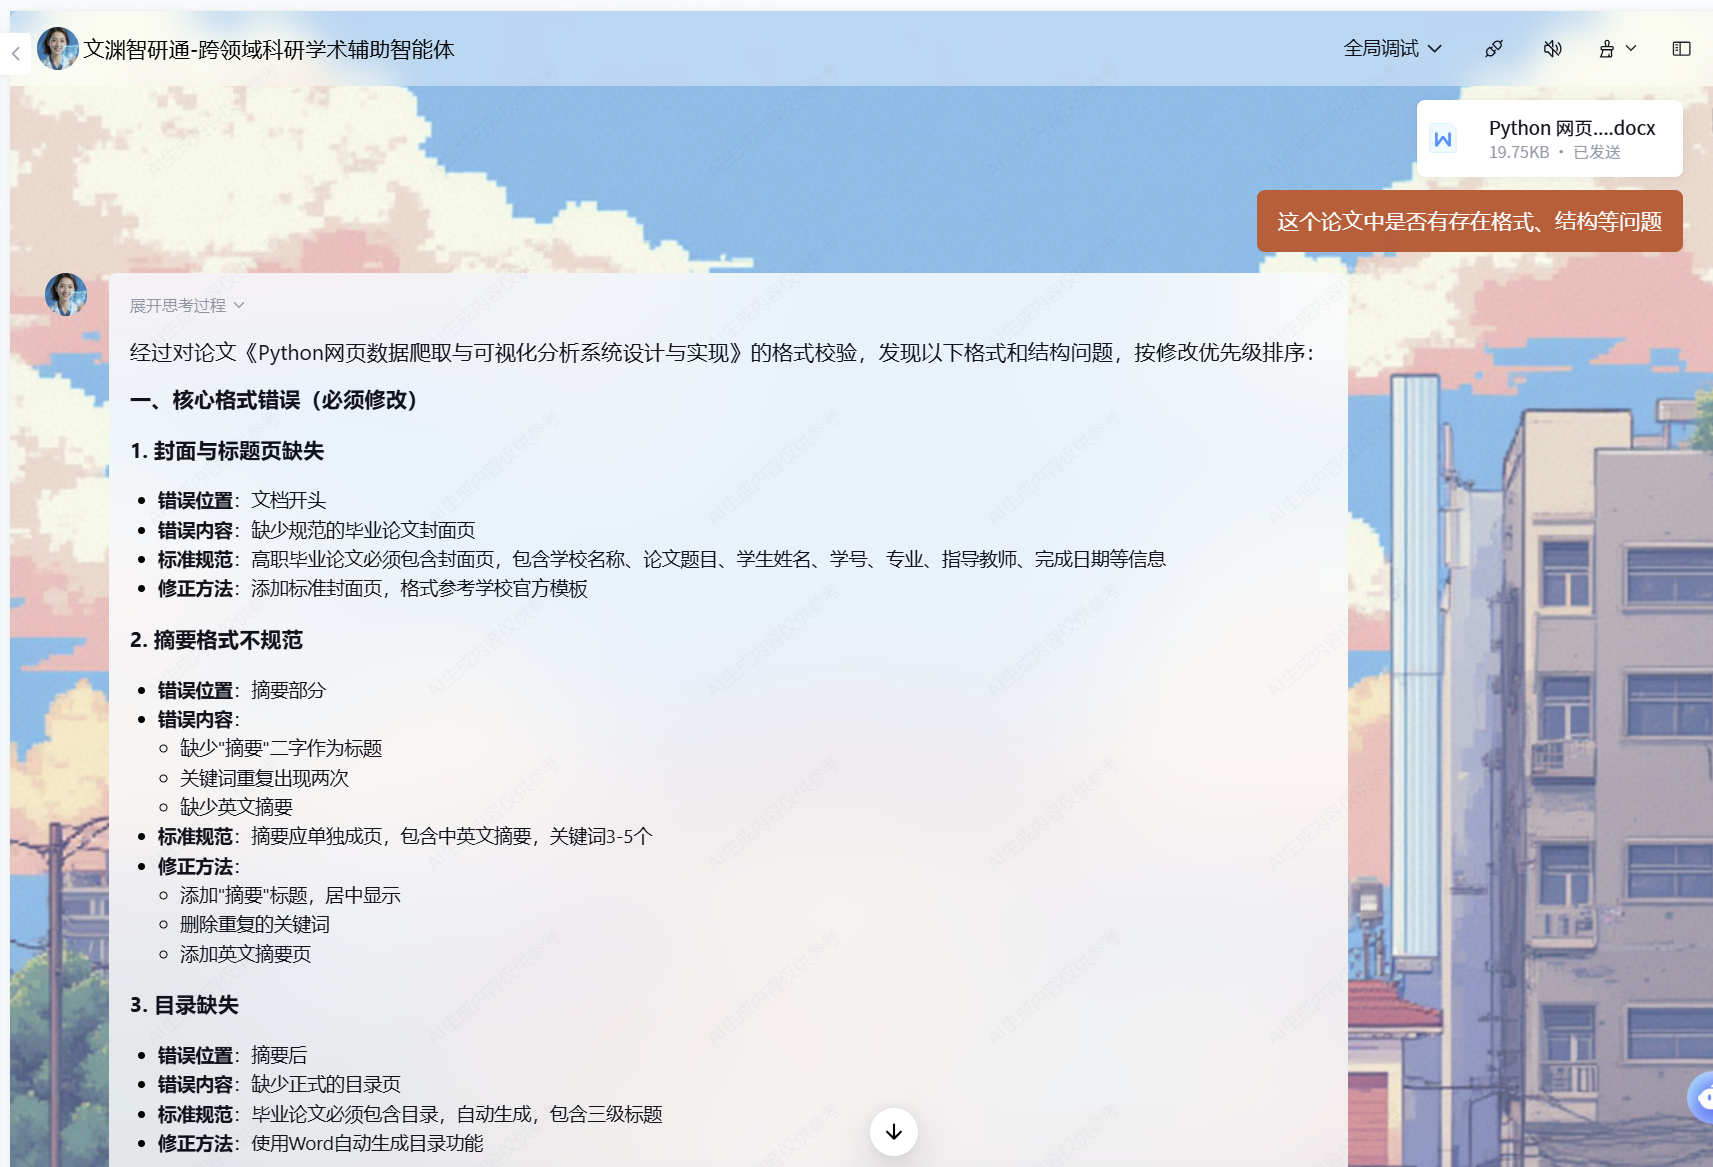 文渊智研通-跨领域科研学术辅助智能体
全局调试
Python 网页....docx
19.75KB · 已发送
这个论文中是否有存在格式、结构等问题
展开思考过程
经过对论文《Python网页数据爬取与可视化分析系统设计与实现》的格式校验，发现以下格式和结构问题，按修改优先级排序：
一、核心格式错误（必须修改）
1. 封面与标题页缺失
错误位置：文档开头
错误内容：缺少规范的毕业论文封面页
标准规范：高职毕业论文必须包含封面页，包含学校名称、论文题目、学生姓名、学号、专业、指导教师、完成日期等信息
修正方法：添加标准封面页，格式参考学校官方模板
2. 摘要格式不规范
错误位置：摘要部分
错误内容：
缺少"摘要"二字作为标题
关键词重复出现两次
缺少英文摘要
标准规范：摘要应单独成页，包含中英文摘要，关键词3-5个
修正方法：
添加"摘要"标题，居中显示
删除重复的关键词
添加英文摘要页
3. 目录缺失
错误位置：摘要后
错误内容：缺少正式的目录页
标准规范：毕业论文必须包含目录，自动生成，包含三级标题
修正方法：使用Word自动生成目录功能
AI生成内容仅供参考